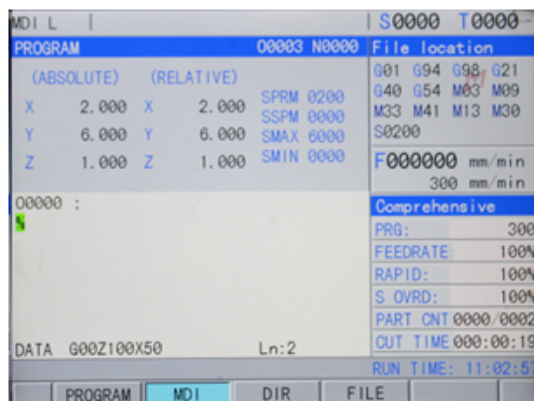 MDI L S0000 T0000
PROGRAM O0003 N0000 File location
(ABSOLUTE) (RELATIVE) G01 G94 G98 G21
X 2.000 X 2.000 SPRM 0200 G40 G54 M03 M09
Y 6.000 Y 6.000 SSPM 0000 M33 M41 M13 M30
SMAX 6000 S0200
Z 1.000 Z 1.000 SMIN 0000 F000000 mm/min
300 mm/min
O0000 : Comprehensive
% PRG: 300
FEEDRATE: 100%
RAPID: 100%
S OVRD: 100%
PART CNT 0000/0002
DATA G00Z100X50 Ln:2 CUT TIME 000:00:19
RUN TIME: 11:02:57
PROGRAM MDI DIR FILE